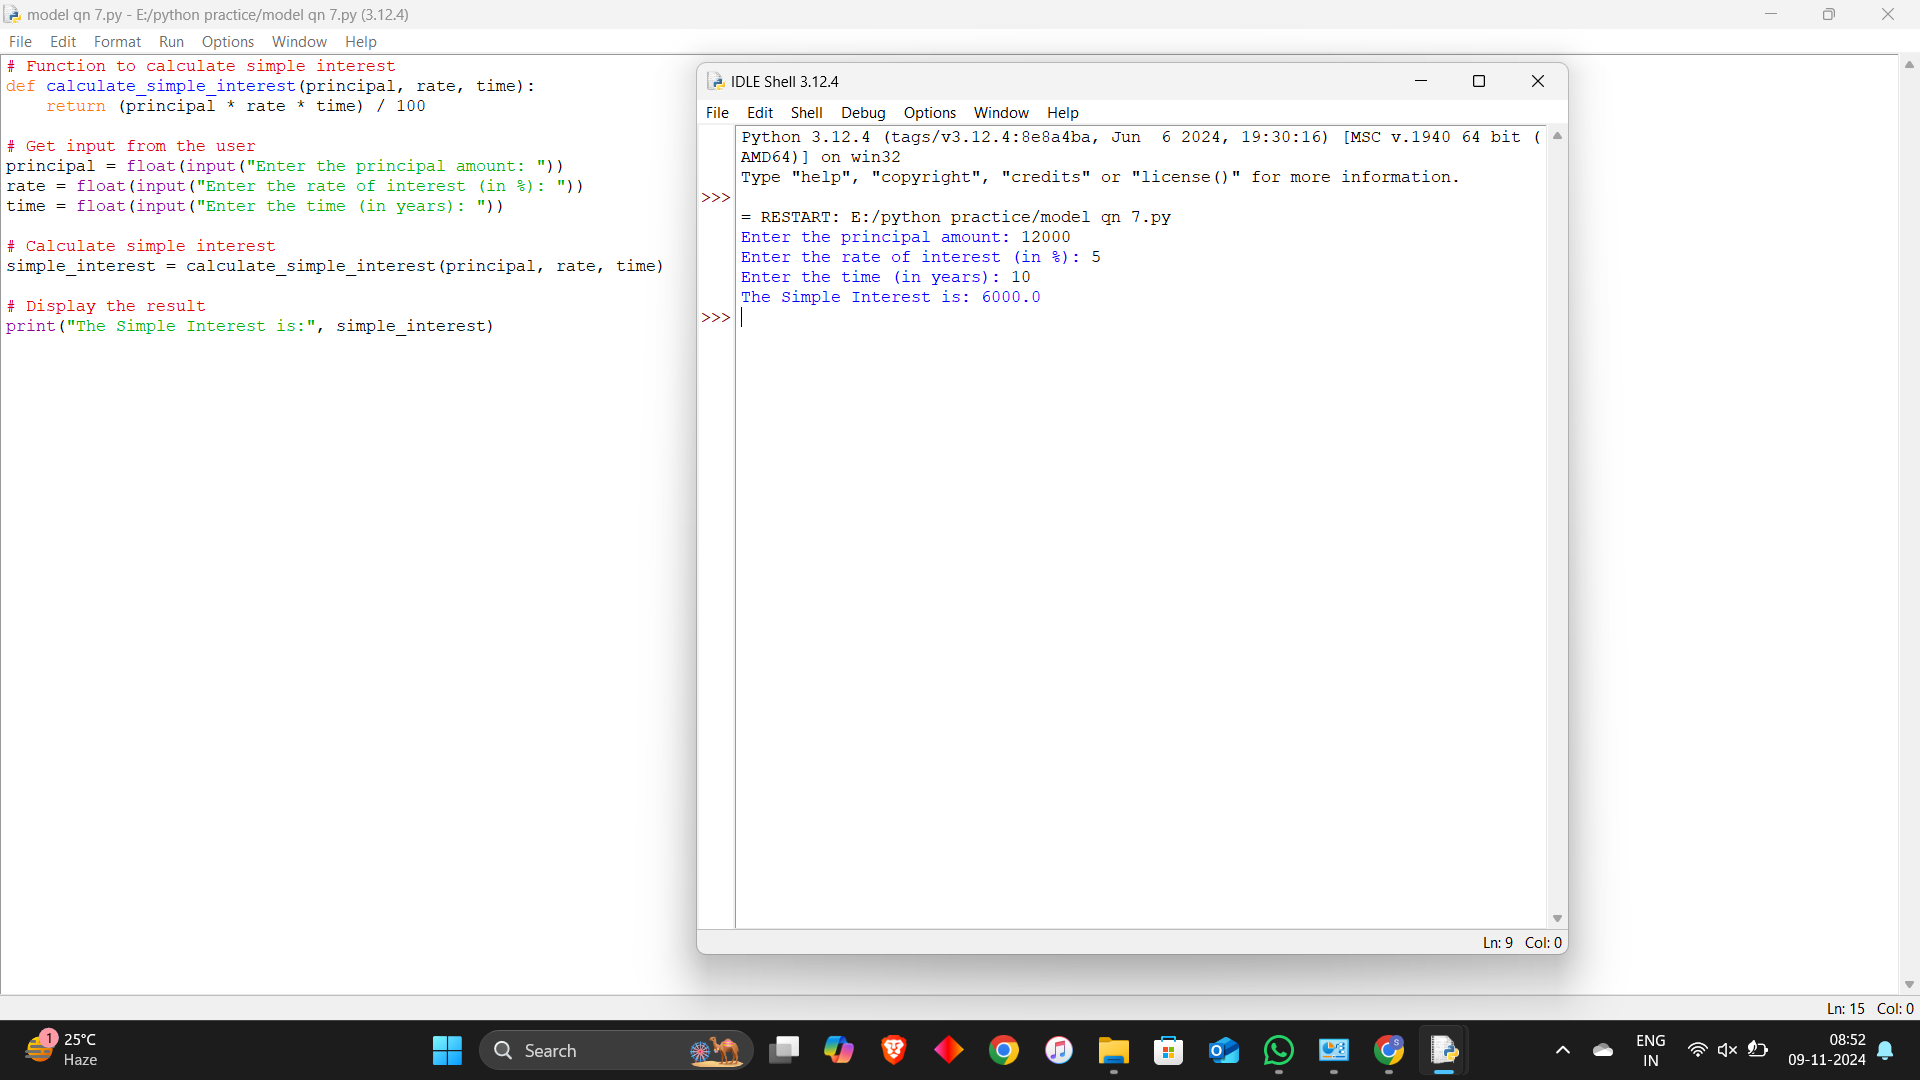 model qn 7.py - E:/python practice/model qn 7.py (3.12.4)
File Edit Format Run Options Window Help
# Function to calculate simple interest
def calculate_simple_interest(principal, rate, time):
    return (principal * rate * time) / 100
# Get input from the user
principal = float(input("Enter the principal amount: "))
rate = float(input("Enter the rate of interest (in %): "))
time = float(input("Enter the time (in years): "))
# Calculate simple interest
simple_interest = calculate_simple_interest(principal, rate, time)
# Display the result
print("The Simple Interest is:", simple_interest)
IDLE Shell 3.12.4
File Edit Shell Debug Options Window Help
Python 3.12.4 (tags/v3.12.4:8e8a4ba, Jun  6 2024, 19:30:16) [MSC v.1940 64 bit (
AMD64)] on win32
Type "help", "copyright", "credits" or "license()" for more information.
>>>
= RESTART: E:/python practice/model qn 7.py
Enter the principal amount: 12000
Enter the rate of interest (in %): 5
Enter the time (in years): 10
The Simple Interest is: 6000.0
>>>
Ln: 9 Col: 0
Ln: 15 Col: 0
1
25°C
Haze
Search
S
ENG
IN
08:52
09-11-2024